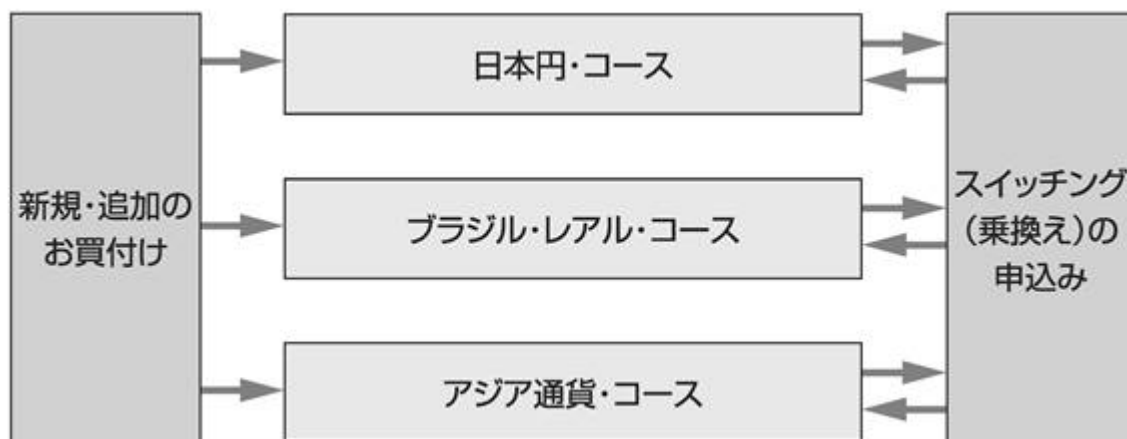 新規・追加の
お買付け
日本円・コース
ブラジル・レアル・コース
アジア通貨・コース
スイッチング
(乗換え)の
申込み